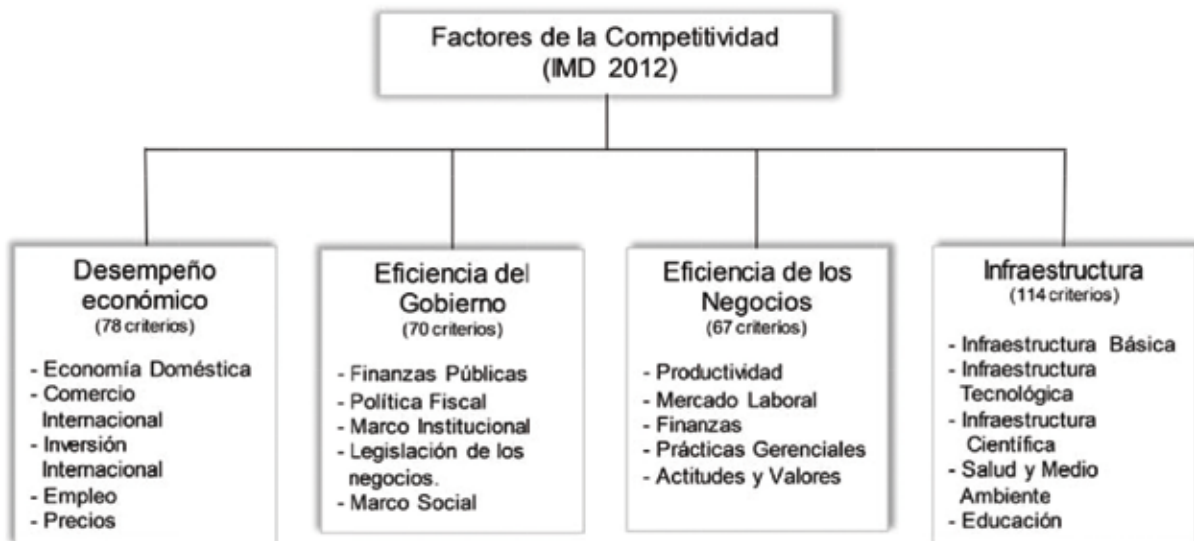 Factores de la Competitividad
(IMD 2012)
Desempeño
económico
(78 criterios)
- Economía Doméstica
- Comercio
Internacional
- Inversión
Internacional
- Empleo
- Precios
Eficiencia del
Gobierno
(70 criterios)
- Finanzas Públicas
- Política Fiscal
- Marco Institucional
- Legislación de los
negocios.
- Marco Social
Eficiencia de los
Negocios
(67 criterios)
- Productividad
- Mercado Laboral
- Finanzas
- Prácticas Gerenciales
- Actitudes y Valores
Infraestructura
(114 criterios)
- Infraestructura Básica
- Infraestructura
Tecnológica
- Infraestructura
Científica
- Salud y Medio
Ambiente
- Educación